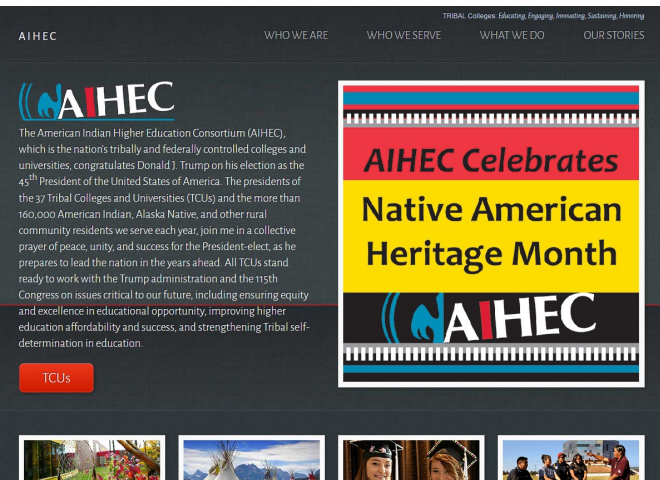 TRIBAL Colleges: Educating, Engaging, Innovating, Sustaining, Honoring
AIHEC
WHO WE ARE
WHO WE SERVE
WHAT WE DO
OUR STORIES
AIHEC
The American Indian Higher Education Consortium (AIHEC),
which is the nation's tribally and federally controlled colleges and
universities, congratulates Donald J. Trump on his election as the
45th President of the United States of America. The presidents of
the 37 Tribal Colleges and Universities (TCUs) and the more than
160,000 American Indian, Alaska Native, and other rural
community residents we serve each year, join me in a collective
prayer of peace, unity, and success for the President-elect, as he
prepares to lead the nation in the years ahead. All TCUs stand
ready to work with the Trump administration and the 115th
Congress on issues critical to our future, including ensuring equity
and excellence in educational opportunity, improving higher
education affordability and success, and strengthening Tribal self-
determination in education.
TCUs
AIHEC Celebrates
Native American
Heritage Month
AIHEC